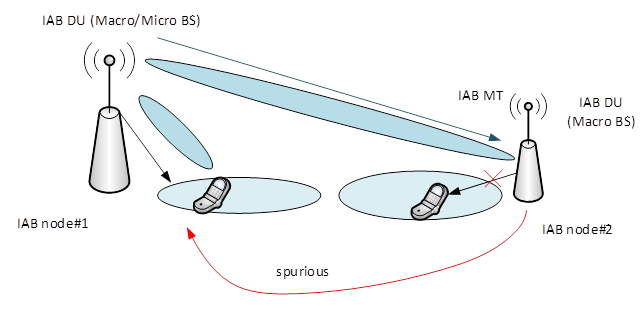 IAB DU (Macro/Micro BS)
IAB MT
IAB DU
(Macro BS)
IAB node#1
IAB node#2
spurious